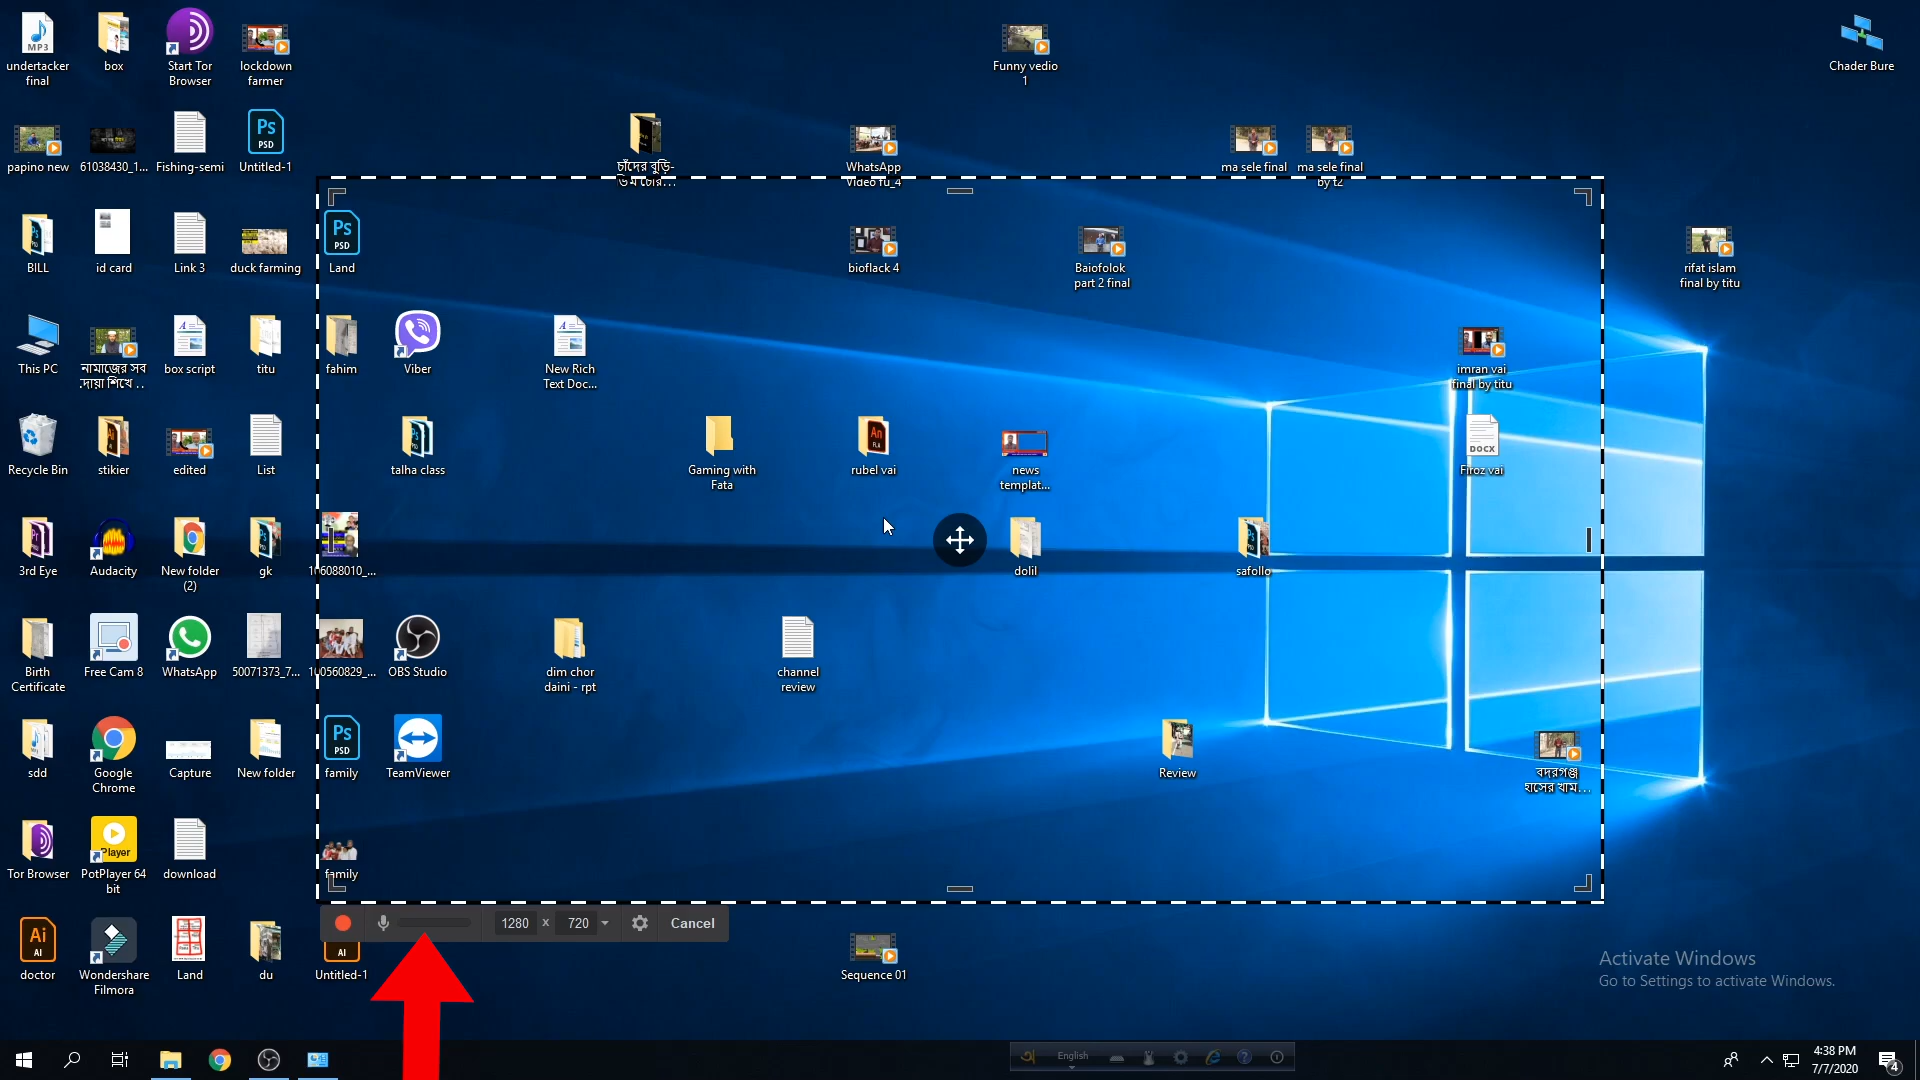 undertacker
final
box
Start Tor
Browser
lockdown
farmer
Funny vedio
1
Chader Bure
papino new
61038430_1...
Fishing-semi
Untitled-1
চাঁদের বুড়ি-
WhatsApp
Video fu_4
ma sele final
ma sele final
by t2
BILL
id card
Link 3
duck farming
Land
bioflack 4
Baiofolok
part 2 final
rifat islam
final by titu
This PC
নামাজের সব
box script
titu
fahim
Viber
New Rich
Text Doc...
imran vai
final by titu
Recycle Bin
stikier
edited
List
talha class
Gaming with
Fata
rubel vai
news
templat...
DOCX
Firoz vai
3rd Eye
Audacity
New folder
(2)
gk
106088010_...
dolil
safollo
Birth
Certificate
Free Cam 8
WhatsApp
50071373_7...
100560829_...
OBS Studio
dim chor
daini - rpt
channel
review
sdd
Google
Chrome
Capture
New folder
family
TeamViewer
Review
বদরগঞ্জ
হাসের খাম...
Tor Browser
PotPlayer 64
bit
download
family
1280 x 720 Cancel
doctor
Wondershare
Filmora
Land
du
Untitled-1
Sequence 01
Activate Windows
Go to Settings to activate Windows.
English
4:38 PM
7/7/2020
4